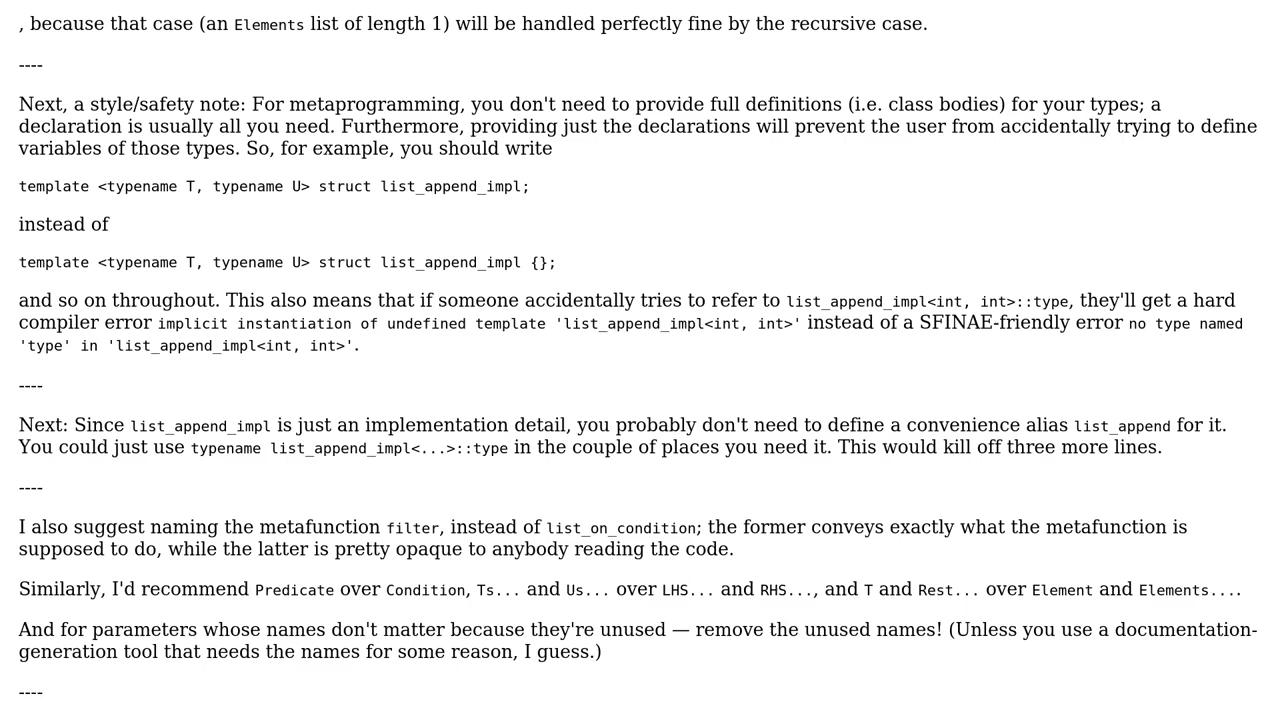 , because that case (an Elements list of length 1) will be handled perfectly fine by the recursive case.
----
Next, a style/safety note: For metaprogramming, you don't need to provide full definitions (i.e. class bodies) for your types; a
declaration is usually all you need. Furthermore, providing just the declarations will prevent the user from accidentally trying to define
variables of those types. So, for example, you should write
template <typename T, typename U> struct list_append_impl;
instead of
template <typename T, typename U> struct list_append_impl {};
and so on throughout. This also means that if someone accidentally tries to refer to list_append_impl<int, int>::type, they'll get a hard
compiler error implicit instantiation of undefined template 'list_append_impl<int, int>' instead of a SFINAE-friendly error no type named
'type' in 'list_append_impl<int, int>'.
----
Next: Since list_append_impl is just an implementation detail, you probably don't need to define a convenience alias list_append for it.
You could just use typename list_append_impl<...>::type in the couple of places you need it. This would kill off three more lines.
----
I also suggest naming the metafunction filter, instead of list_on_condition; the former conveys exactly what the metafunction is
supposed to do, while the latter is pretty opaque to anybody reading the code.
Similarly, I'd recommend Predicate over Condition, Ts... and Us... over LHS... and RHS..., and T and Rest... over Element and Elements....
And for parameters whose names don't matter because they're unused — remove the unused names! (Unless you use a documentation-
generation tool that needs the names for some reason, I guess.)
----